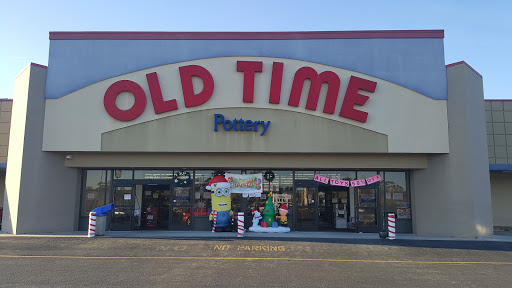 OLD TIME
Pottery
NO PARKING